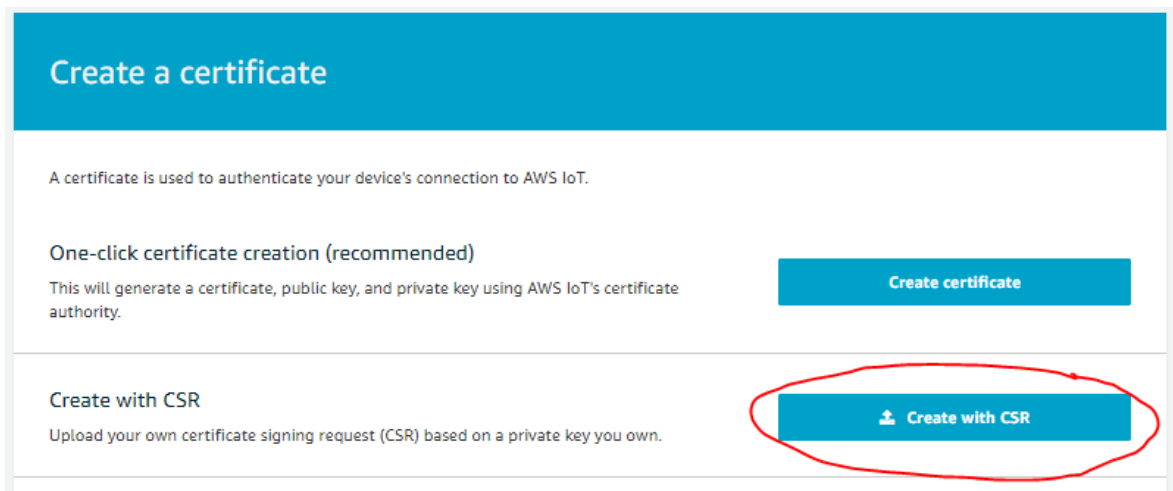 Create a certificate
A certificate is used to authenticate your device's connection to AWS IoT.
One-click certificate creation (recommended)
This will generate a certificate, public key, and private key using AWS IoT's certificate
authority.
Create certificate
Create with CSR
Upload your own certificate signing request (CSR) based on a private key you own.
Create with CSR